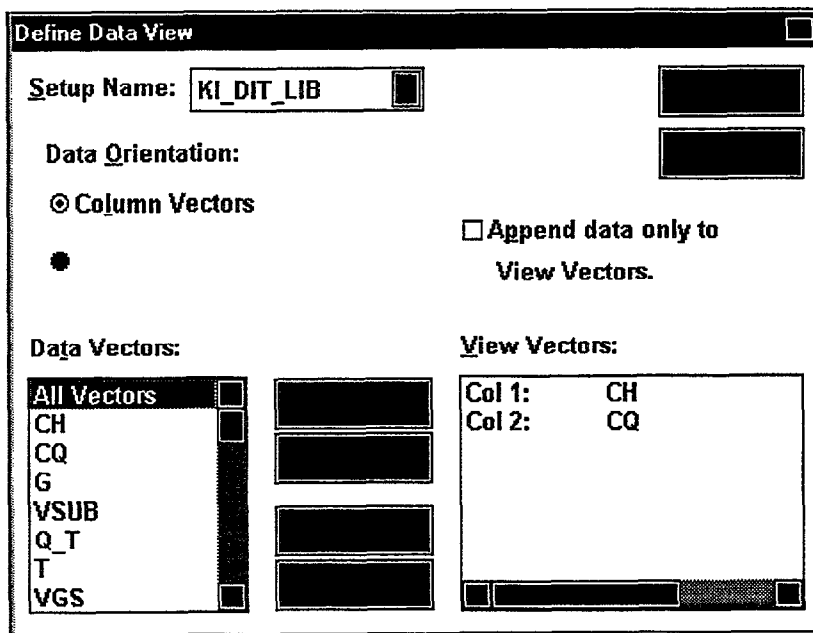 Define Data View
Setup Name: KI_DIT_LIB
Data Orientation:
Column Vectors
Append data only to
View Vectors.
Data Vectors:
All Vectors
CH
CQ
G
VSUB
Q_T
T
VGS
View Vectors:
Col 1: CH
Col 2: CQ